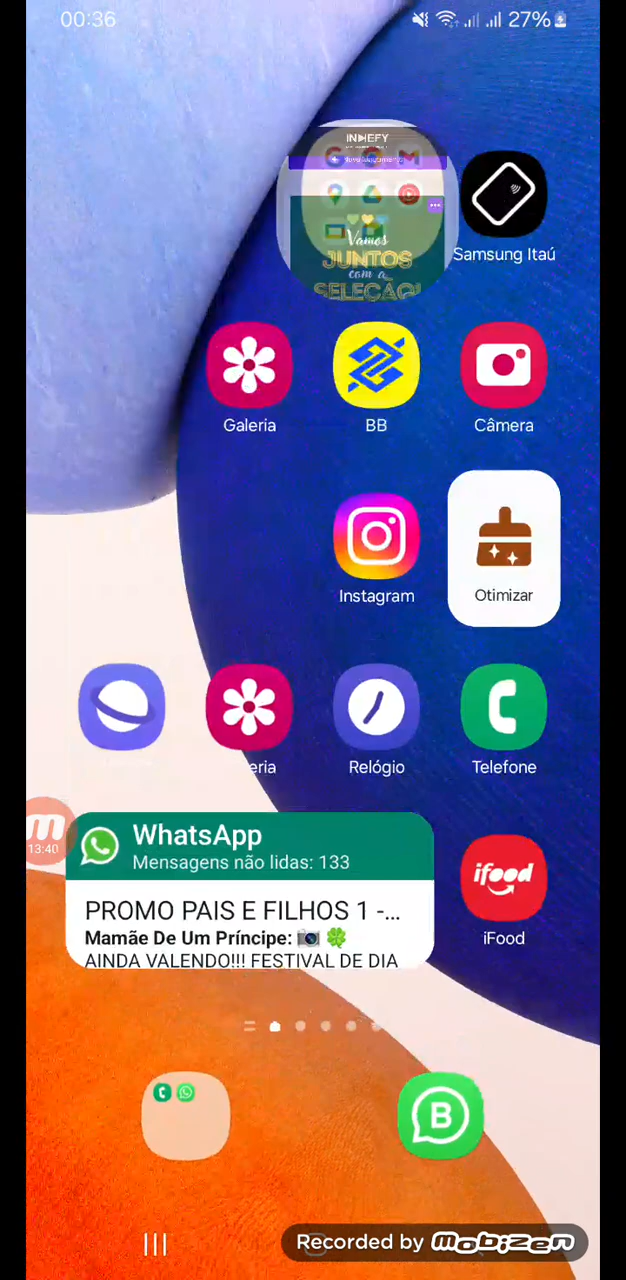 00:36
27%
INDIEFY
Vamos
JUNTOS
com a
SELEÇÃO!
Samsung Itaú
Galeria
BB
Câmera
Instagram
Otimizar
eria
Relógio
Telefone
m
13:40
WhatsApp
Mensagens não lidas: 133
PROMO PAIS E FILHOS 1 -...
Mamãe De Um Príncipe: 📷 🍀
AINDA VALENDO!!! FESTIVAL DE DIA
ifood
iFood
B
Recorded by mobizen